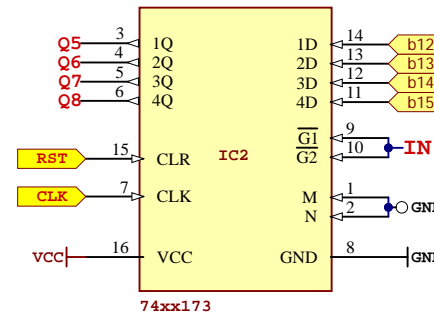 Q5 3 1Q 1D 14 b12
Q6 4 2Q 2D 13 b13
Q7 5 3Q 3D 12 b14
Q8 6 4Q 4D 11 b15
G1 9
G2 10 IN
RST 15 CLR IC2
CLK 7 CLK
M 1
N 2 GND
VCC 16 VCC GND 8 GND
74xx173